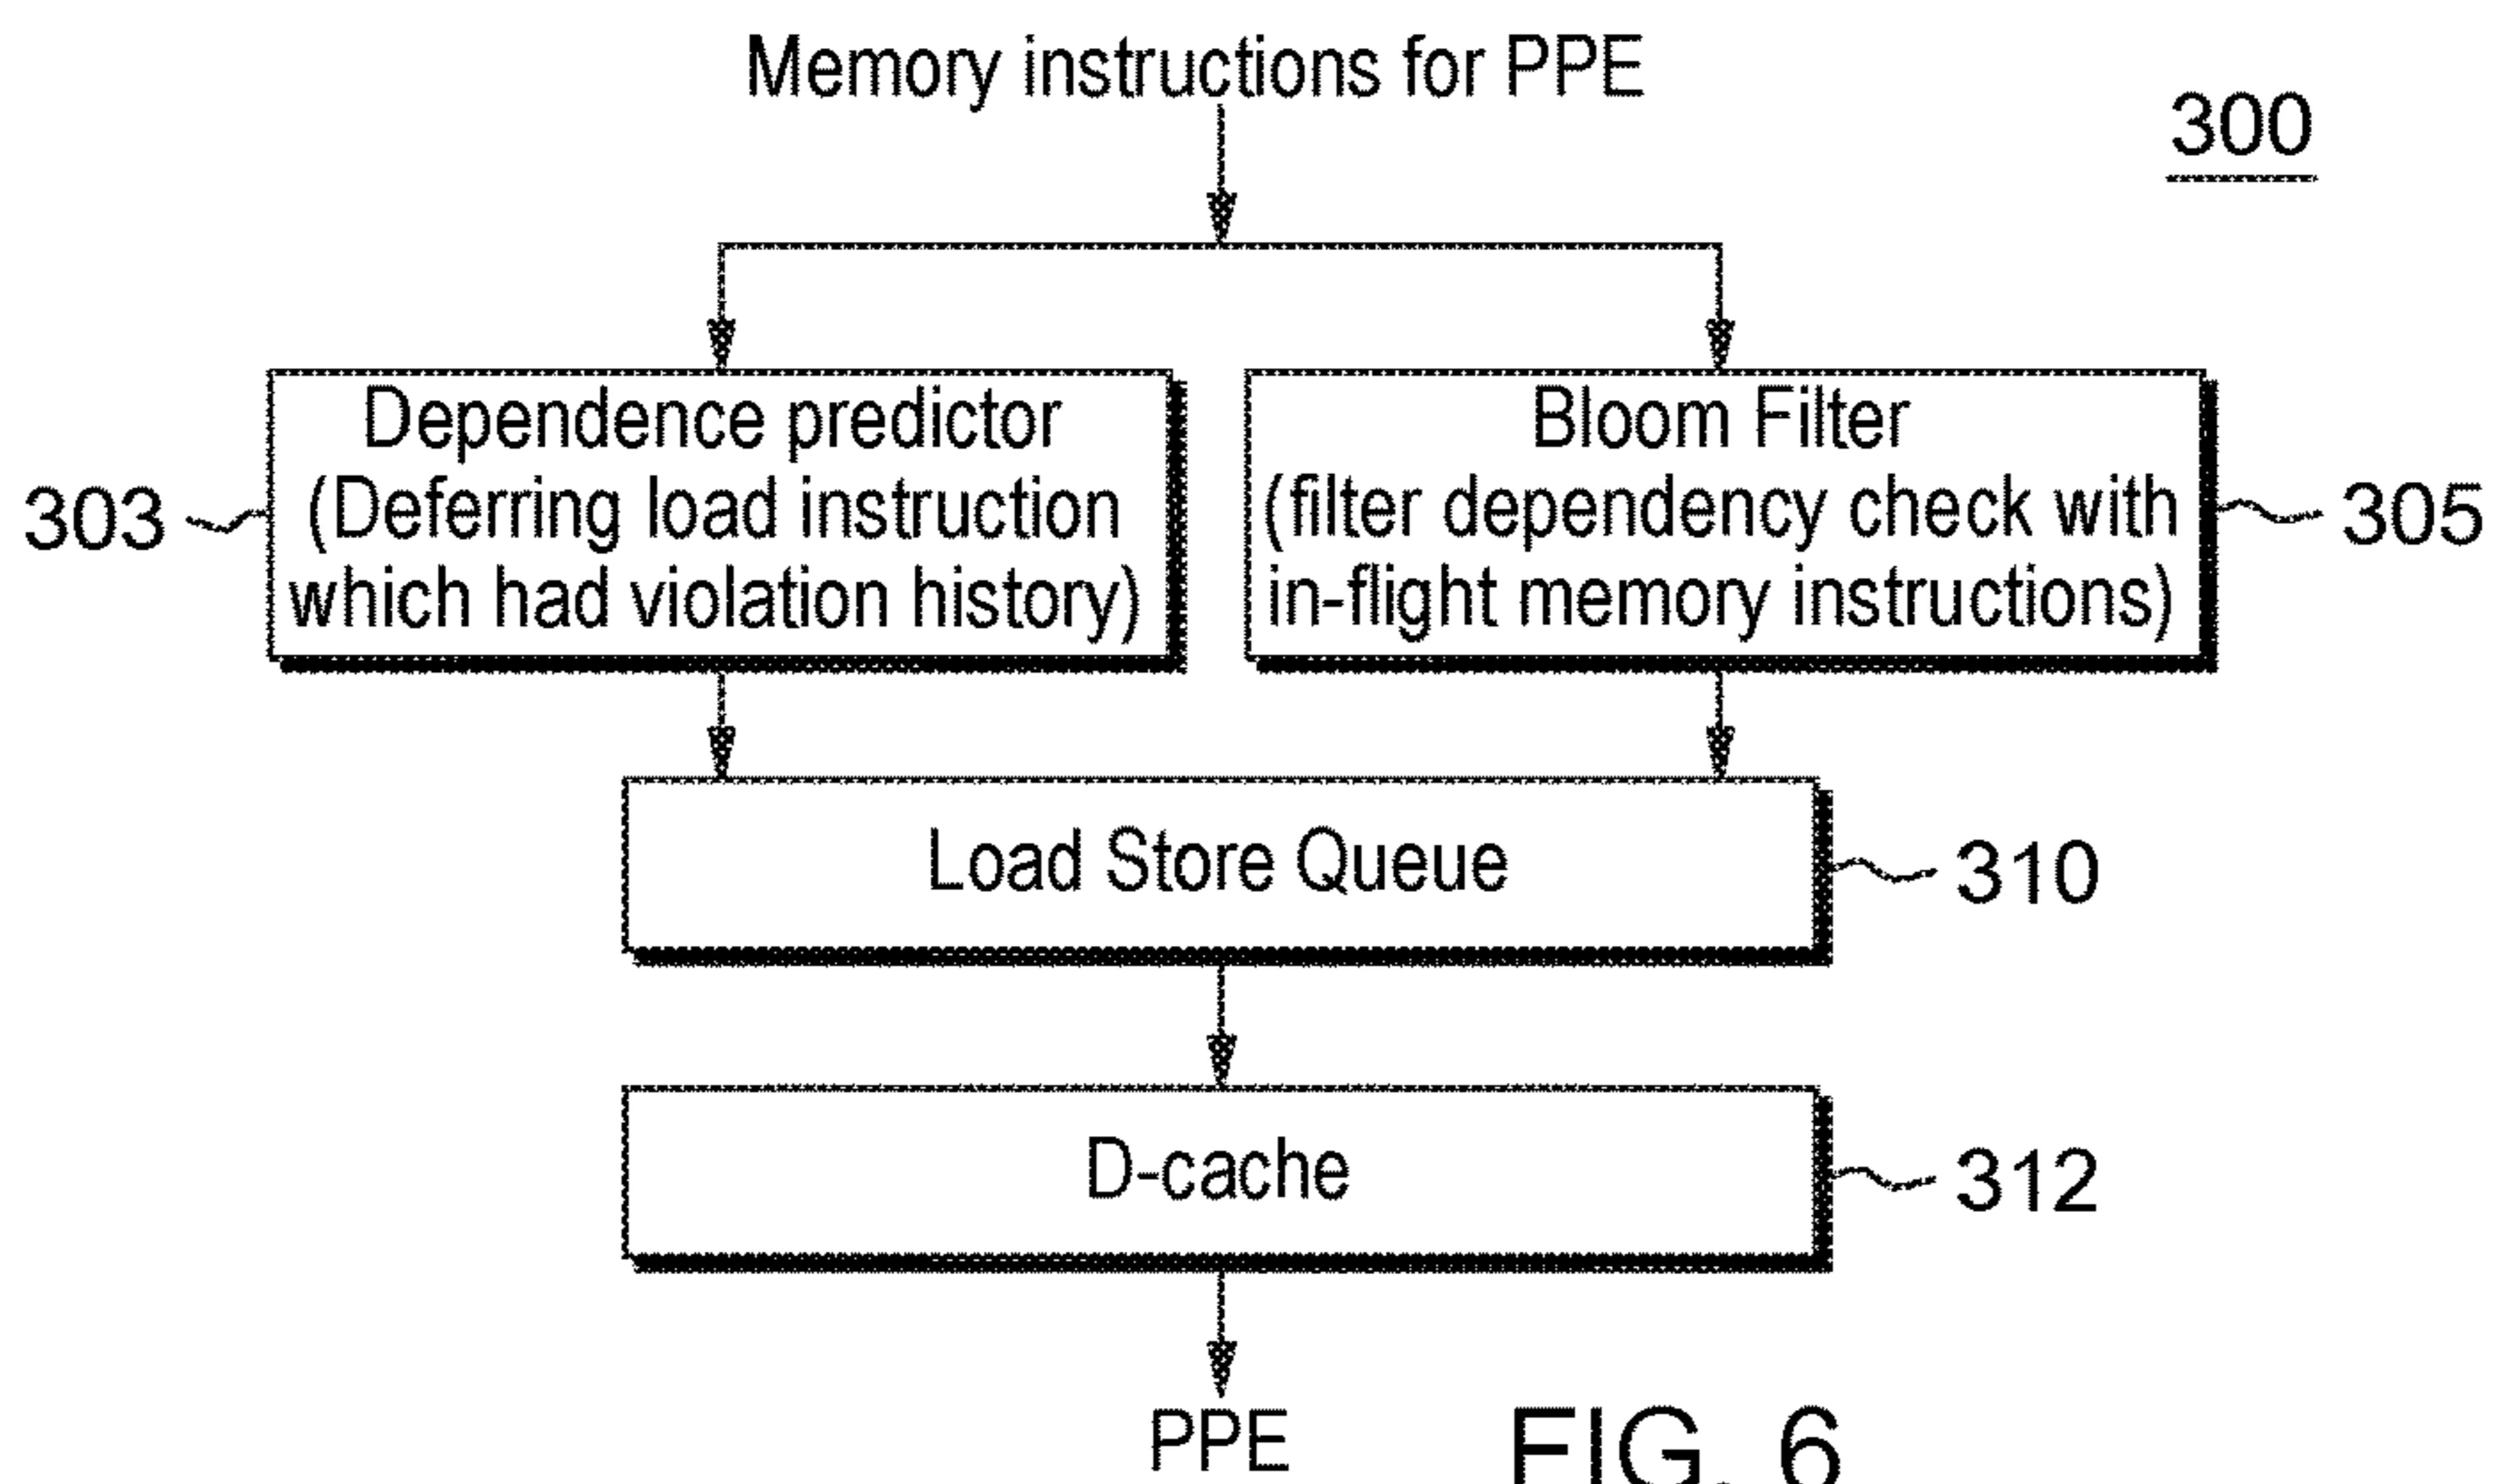 Memory instructions for PPE
300
Dependence predictor
(Deferring load instruction
which had violation history)
303
Bloom Filter
(filter dependency check with
in-flight memory instructions)
305
Load Store Queue
310
D-cache
312
PPE
FIG. 6